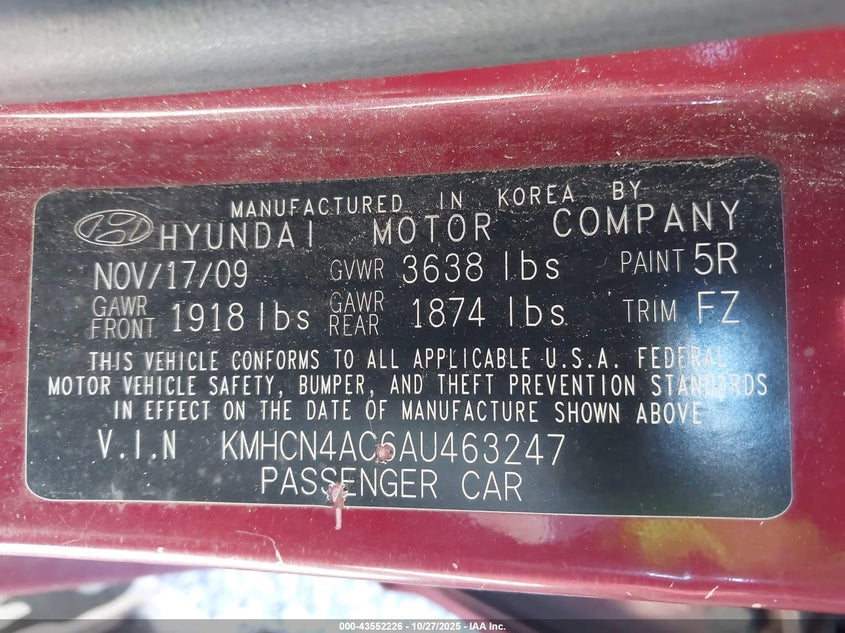 MANUFACTURED IN KOREA BY
HYUNDAI MOTOR COMPANY
NOV/17/09 GVWR 3638 lbs PAINT 5R
GAWR FRONT 1918 lbs GAWR REAR 1874 lbs TRIM FZ
THIS VEHICLE CONFORMS TO ALL APPLICABLE U.S.A. FEDERAL
MOTOR VEHICLE SAFETY, BUMPER, AND THEFT PREVENTION STANDARDS
IN EFFECT ON THE DATE OF MANUFACTURE SHOWN ABOVE
V.I.N KMHCN4AC6AU463247
PASSENGER CAR
000-43552226 - 10/27/2025 - IAA Inc.